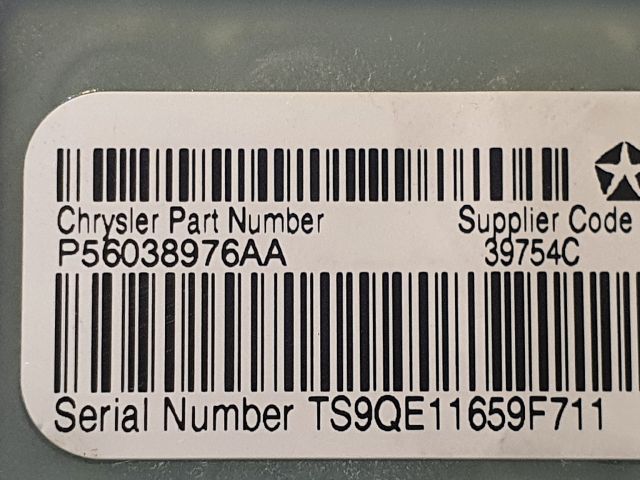 Chrysler Part Number Supplier Code
P56038976AA 39754C
Serial Number TS9QE11659F711